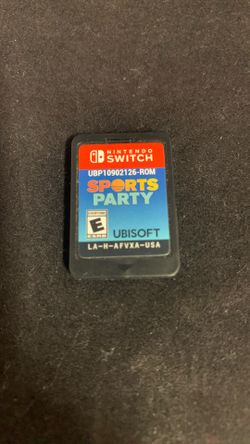 NINTENDO
SWITCH
UBP10902126-ROM
SPORTS
PARTY
E
UBISOFT
LA-H-AFVXA-USA